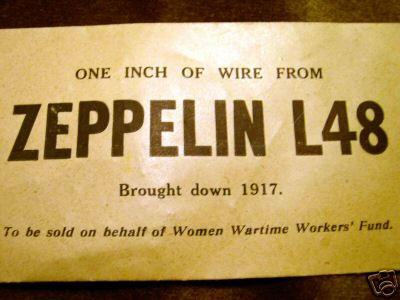 ONE INCH OF WIRE FROM
ZEPPELIN L48
Brought down 1917.
To be sold on behalf of Women Wartime Workers' Fund.